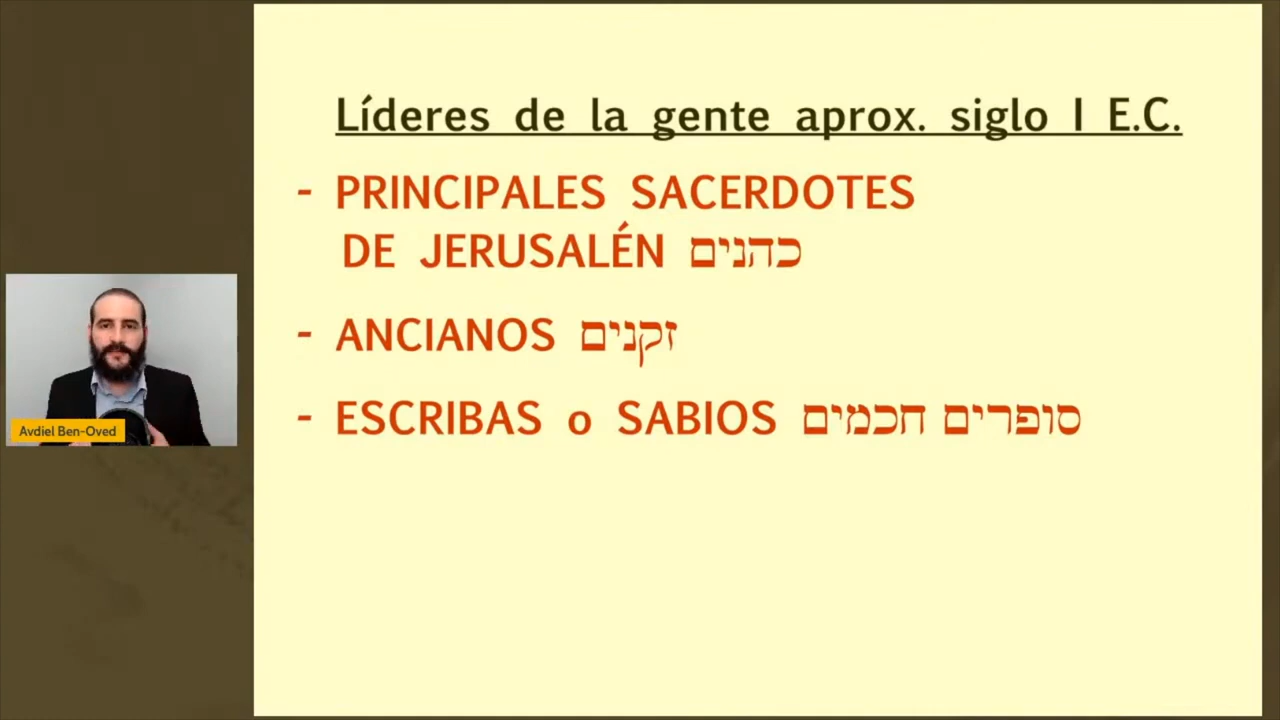 Líderes de la gente aprox. siglo I E.C.
- PRINCIPALES SACERDOTES
DE JERUSALÉN כהנים
- ANCIANOS זקנים
- ESCRIBAS o SABIOS סופרים חכמים
Avdiel Ben-Oved